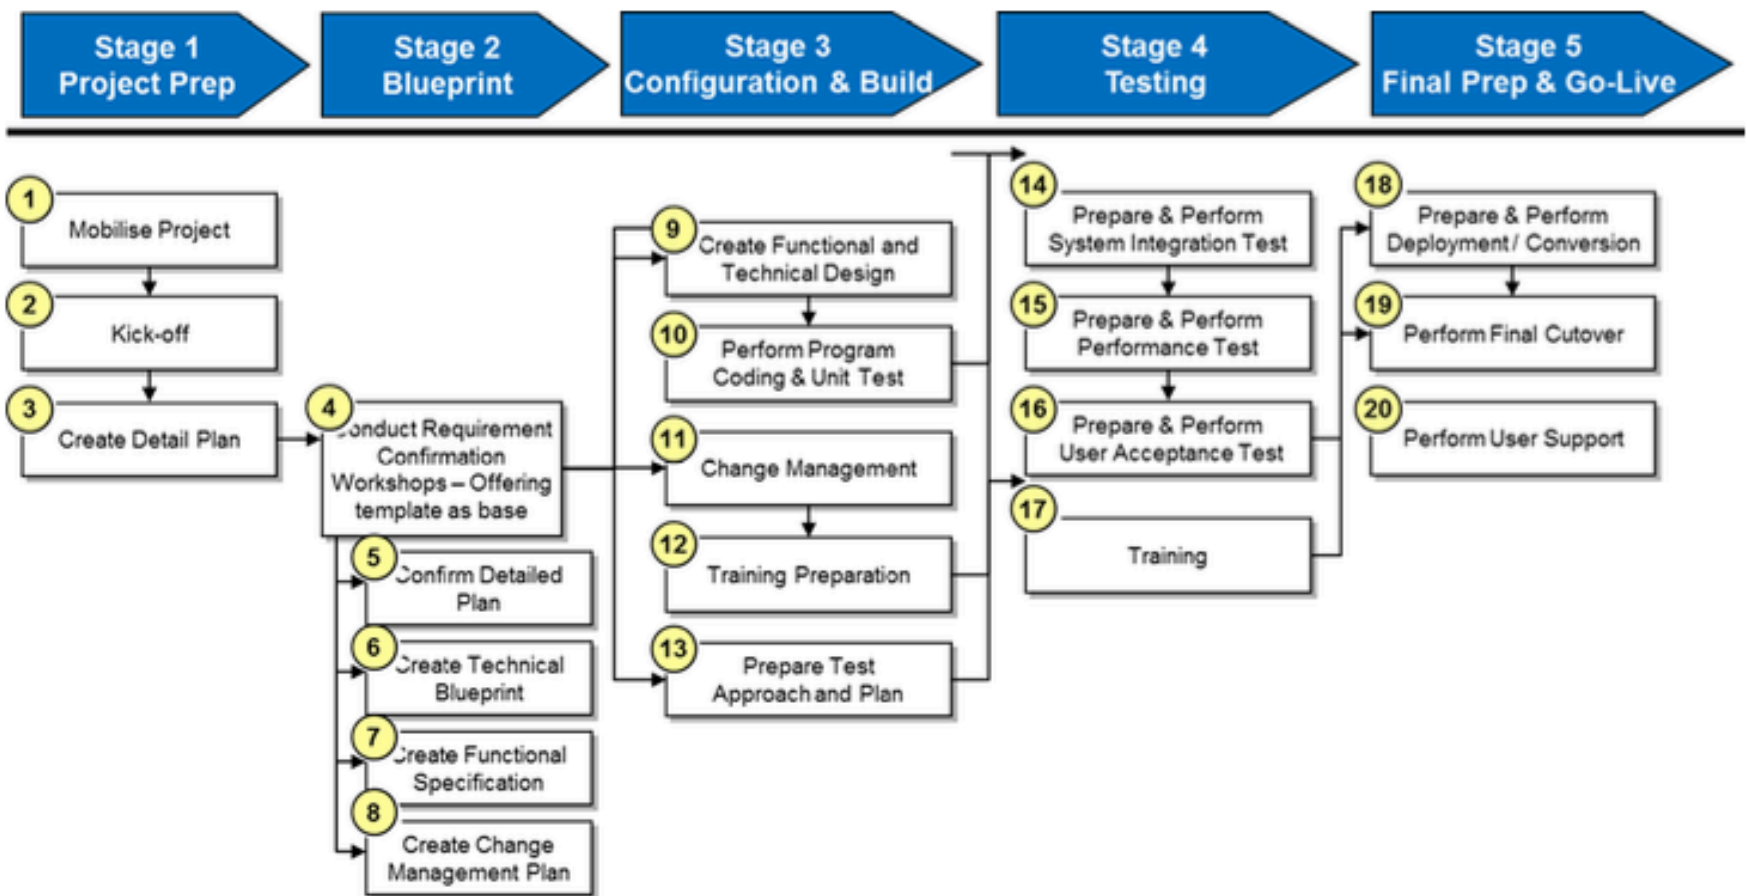 Stage 1
Project Prep
Stage 2
Blueprint
Stage 3
Configuration & Build
Stage 4
Testing
Stage 5
Final Prep & Go-Live
1
Mobilise Project
2
Kick-off
3
Create Detail Plan
4
Conduct Requirement
Confirmation
Workshops – Offering
template as base
5
Confirm Detailed
Plan
6
Create Technical
Blueprint
7
Create Functional
Specification
8
Create Change
Management Plan
9
Create Functional and
Technical Design
10
Perform Program
Coding & Unit Test
11
Change Management
12
Training Preparation
13
Prepare Test
Approach and Plan
14
Prepare & Perform
System Integration Test
15
Prepare & Perform
Performance Test
16
Prepare & Perform
User Acceptance Test
17
Training
18
Prepare & Perform
Deployment / Conversion
19
Perform Final Cutover
20
Perform User Support